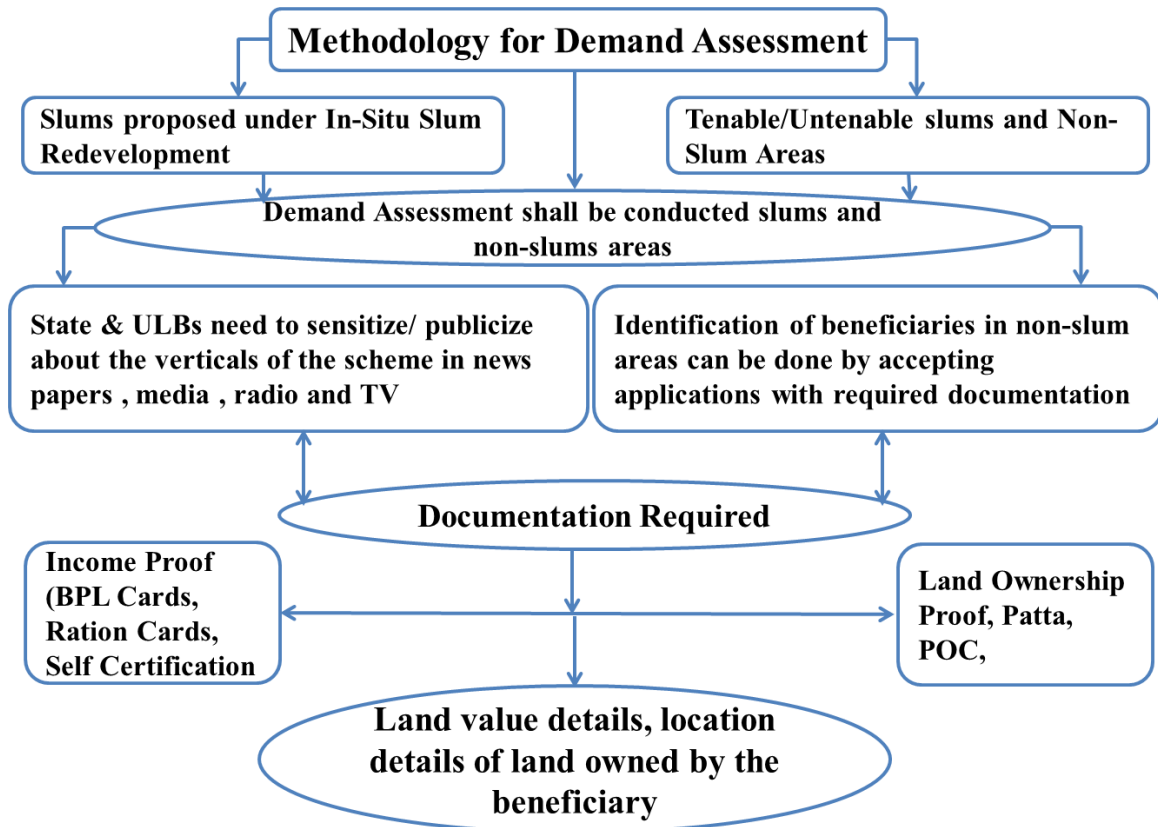 Methodology for Demand Assessment
Slums proposed under In-Situ Slum
Redevelopment
Tenable/Untenable slums and Non-
Slum Areas
Demand Assessment shall be conducted slums and
non-slums areas
State & ULBs need to sensitize/ publicize
about the verticals of the scheme in news
papers , media , radio and TV
Identification of beneficiaries in non-slum
areas can be done by accepting
applications with required documentation
Documentation Required
Income Proof
(BPL Cards,
Ration Cards,
Self Certification
Land Ownership
Proof, Patta,
POC,
Land value details, location
details of land owned by the
beneficiary